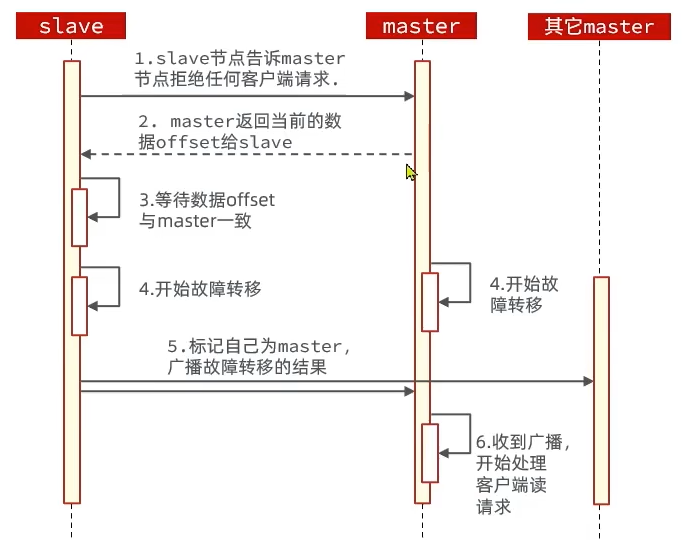 slave
master
其它master
1.slave节点告诉master
节点拒绝任何客户端请求.
2. master返回当前的数
据offset给slave
3.等待数据offset
与master一致
4.开始故障转移
4.开始故
障转移
5.标记自己为master，
广播故障转移的结果
6.收到广播，
开始处理
客户端读
请求